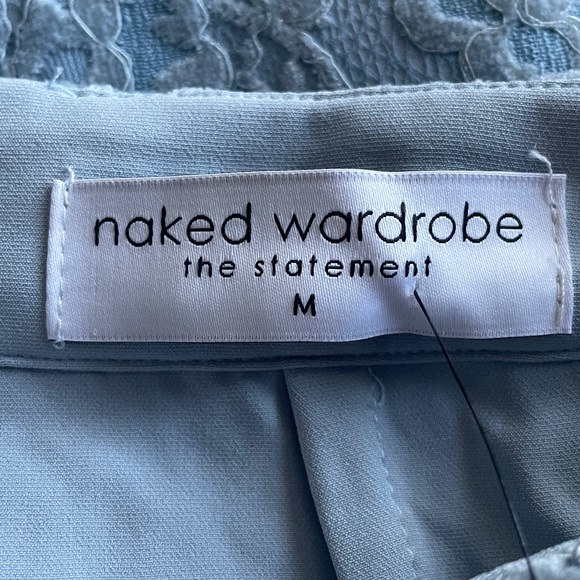 naked wardrobe
the statement
M